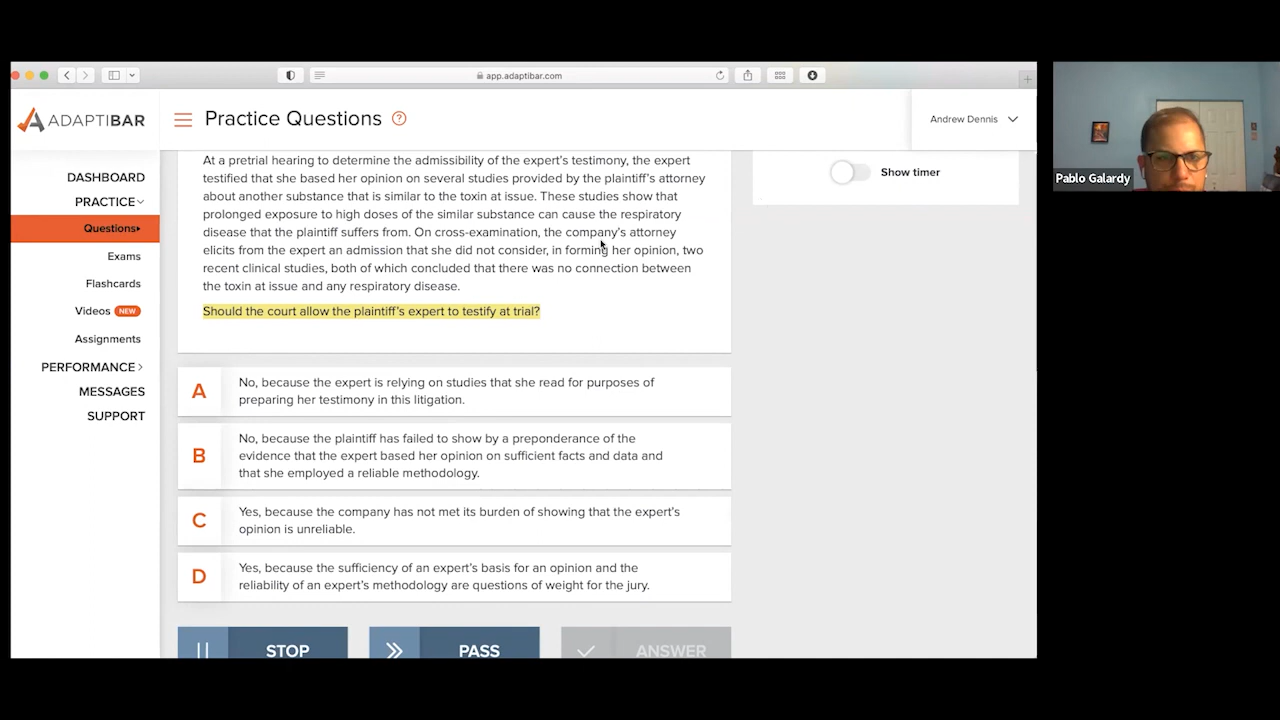 app.adaptibar.com
ADAPTIBAR
Practice Questions ?
Andrew Dennis
DASHBOARD
PRACTICE
Questions
Exams
Flashcards
Videos NEW
Assignments
PERFORMANCE
MESSAGES
SUPPORT
At a pretrial hearing to determine the admissibility of the expert's testimony, the expert
testified that she based her opinion on several studies provided by the plaintiff's attorney
about another substance that is similar to the toxin at issue. These studies show that
prolonged exposure to high doses of the similar substance can cause the respiratory
disease that the plaintiff suffers from. On cross-examination, the company's attorney
elicits from the expert an admission that she did not consider, in forming her opinion, two
recent clinical studies, both of which concluded that there was no connection between
the toxin at issue and any respiratory disease.
Should the court allow the plaintiff's expert to testify at trial?
A
No, because the expert is relying on studies that she read for purposes of
preparing her testimony in this litigation.
B
No, because the plaintiff has failed to show by a preponderance of the
evidence that the expert based her opinion on sufficient facts and data and
that she employed a reliable methodology.
C
Yes, because the company has not met its burden of showing that the expert's
opinion is unreliable.
D
Yes, because the sufficiency of an expert's basis for an opinion and the
reliability of an expert's methodology are questions of weight for the jury.
STOP
PASS
ANSWER
Show timer
Pablo Galardy